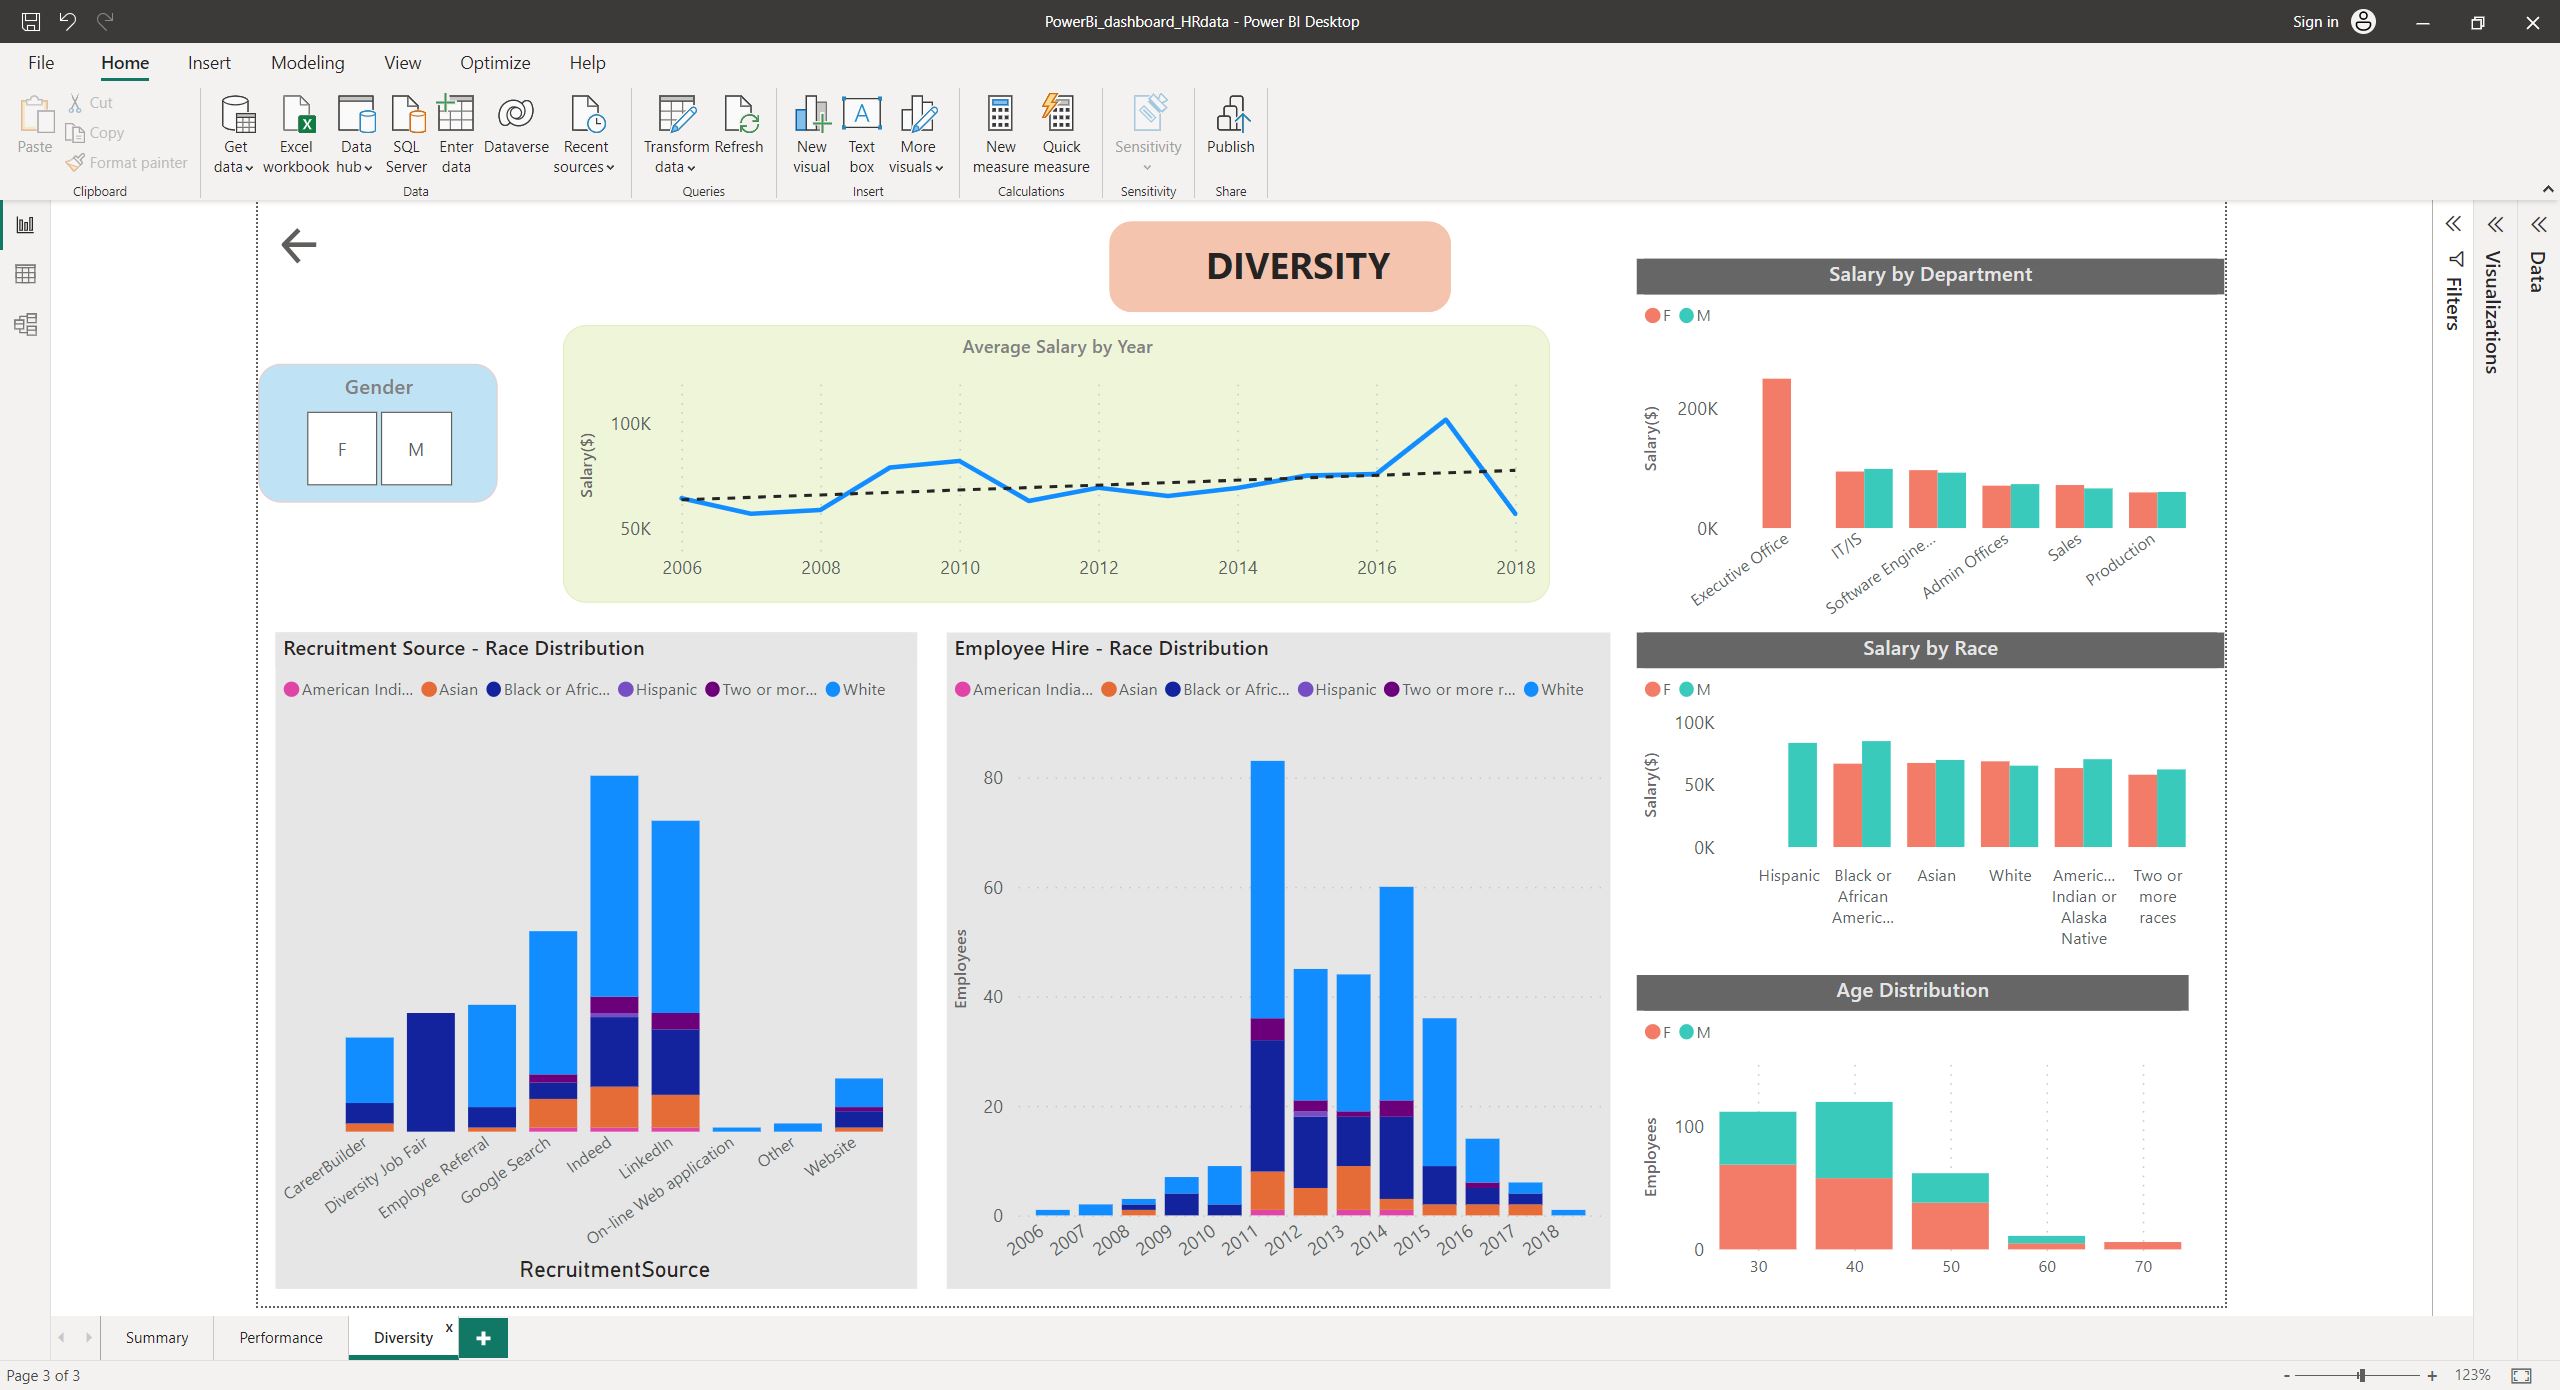 PowerBi_dashboard_HRdata - Power BI Desktop
Sign in
File Home Insert Modeling View Optimize Help
Paste
Cut
Copy
Format painter
Clipboard
Get data
Excel workbook
Data hub
SQL Server
Enter data
Dataverse
Recent sources
Data
Transform data
Refresh
Queries
New visual
Text box
More visuals
Insert
New measure
Quick measure
Calculations
Sensitivity
Sensitivity
Publish
Share
DIVERSITY
Gender
F M
Average Salary by Year
Salary($)
100K
50K
2006 2008 2010 2012 2014 2016 2018
Salary by Department
F M
Salary($)
200K
0K
Executive Office
IT/IS
Software Engine...
Admin Offices
Sales
Production
Recruitment Source - Race Distribution
American Indi... Asian Black or Afric... Hispanic Two or mor... White
CareerBuilder
Diversity Job Fair
Employee Referral
Google Search
Indeed
LinkedIn
On-line Web application
Other
Website
RecruitmentSource
Employee Hire - Race Distribution
American India... Asian Black or Afric... Hispanic Two or more r... White
Employees
80
60
40
20
0
2006 2007 2008 2009 2010 2011 2012 2013 2014 2015 2016 2017 2018
Salary by Race
F M
Salary($)
100K
50K
0K
Hispanic
Black or African Americ...
Asian
White
Americ... Indian or Alaska Native
Two or more races
Age Distribution
F M
Employees
100
0
30 40 50 60 70
Filters
Visualizations
Data
Summary Performance Diversity x
Page 3 of 3
- + 123%